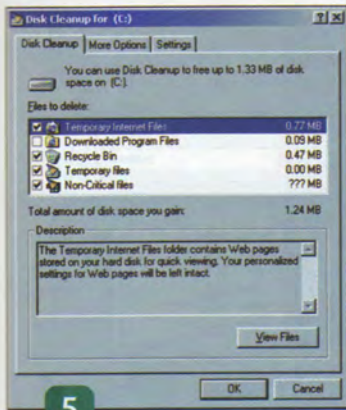 Disk Cleanup for (C:)
Disk Cleanup
More Options
Settings
You can use Disk Cleanup to free up to 1.33 MB of disk
space on (C:).
Files to delete:
Temporary Internet Files 0.77 MB
Downloaded Program Files 0.09 MB
Recycle Bin 0.47 MB
Temporary files 0.00 MB
Non-Critical files ??? MB
Total amount of disk space you gain: 1.24 MB
Description
The Temporary Internet Files folder contains Web pages
stored on your hard disk for quick viewing. Your personalized
settings for Web pages will be left intact.
View Files
OK
Cancel
5